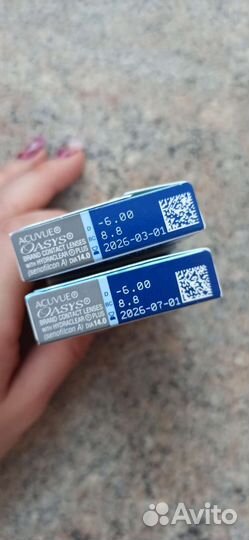 ACUVUE®
OASYS®
BRAND CONTACT LENSES
WITH HYDRACLEAR® PLUS
(senofilcon A) DIA 14.0
D -6.00
BC 8.8
2026-03-01
ACUVUE®
OASYS®
BRAND CONTACT LENSES
WITH HYDRACLEAR® PLUS
(senofilcon A) DIA 14.0
D -6.00
BC 8.8
2026-07-01
Avito